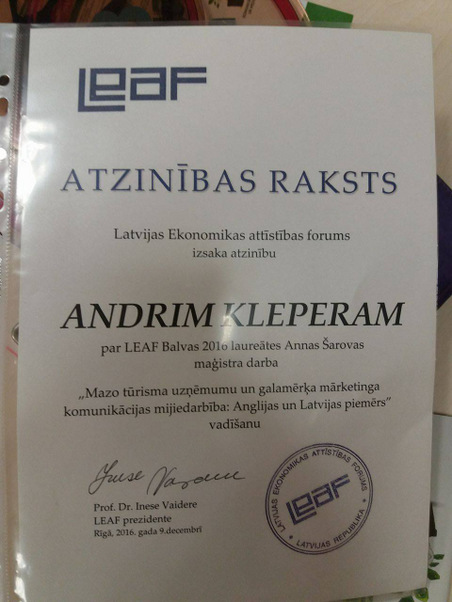 LEAF
ATZINĪBAS RAKSTS
Latvijas Ekonomikas attīstības forums
izsaka atzinību
ANDRIM KLEPERAM
par LEAF Balvas 2016 laureātes Annas Šarovas
maģistra darba
„Mazo tūrisma uzņēmumu un galamērķa mārketinga
komunikācijas mijiedarbība: Anglijas un Latvijas piemērs”
vadīšanu
Prof. Dr. Inese Vaidere
LEAF prezidente
Rīgā, 2016. gada 9.decembrī
LATVIJAS EKONOMIKAS ATTĪSTĪBAS FORUMS
LEAF
LATVIJAS REPUBLIKA